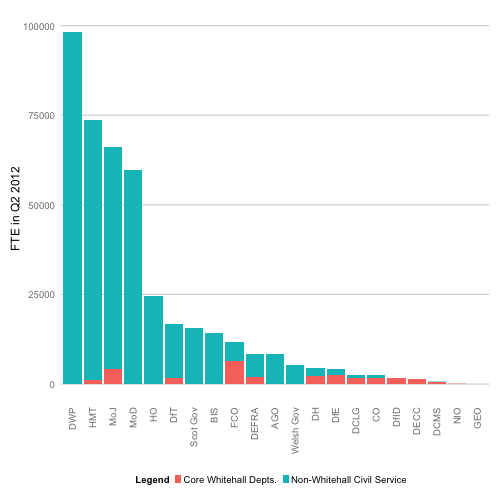 100000
75000
50000
25000
0
FTE in Q2 2012
DWP
HMT
MoJ
MoD
HO
DfT
Scot Gov
BIS
FCO
DEFRA
AGO
Welsh Gov
DH
DfE
DCLG
CO
DfID
DECC
DCMS
NIO
GEO
Legend Core Whitehall Depts. Non-Whitehall Civil Service